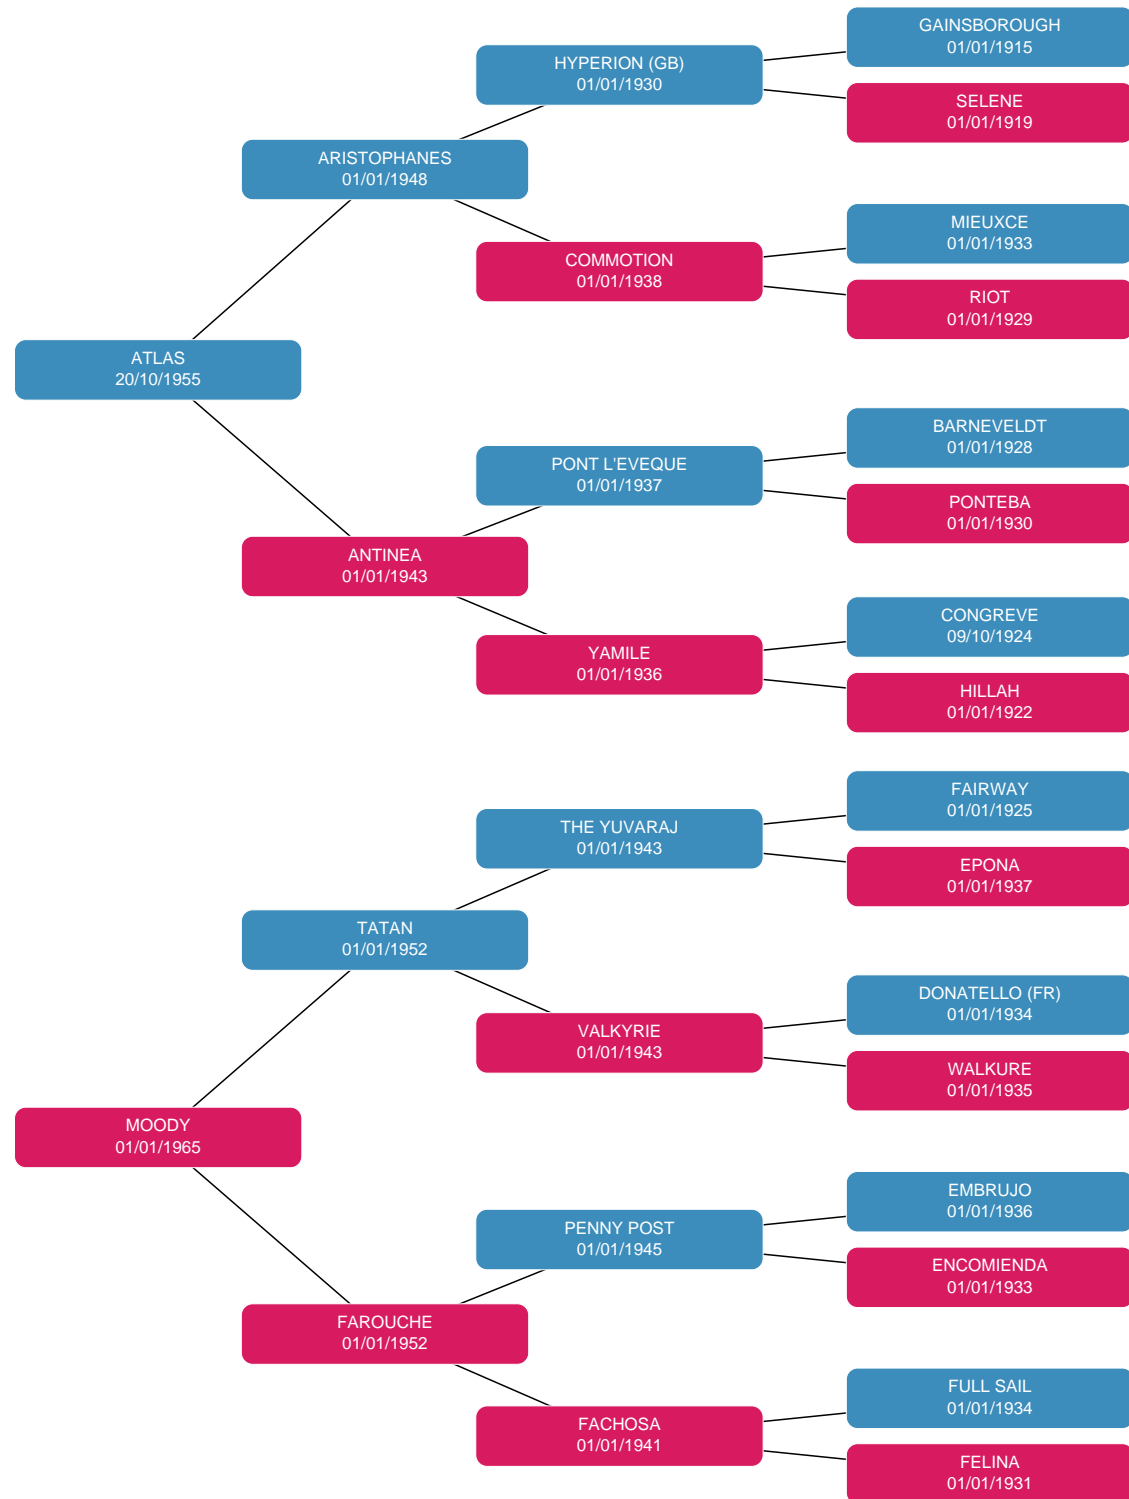 GAINSBOROUGH
01/01/1915
HYPERION (GB)
01/01/1930
SELENE
01/01/1919
ARISTOPHANES
01/01/1948
MIEUXCE
01/01/1933
COMMOTION
01/01/1938
RIOT
01/01/1929
ATLAS
20/10/1955
BARNEVELDT
01/01/1928
PONT L'EVEQUE
01/01/1937
PONTEBA
01/01/1930
ANTINEA
01/01/1943
CONGREVE
09/10/1924
YAMILE
01/01/1936
HILLAH
01/01/1922
FAIRWAY
01/01/1925
THE YUVARAJ
01/01/1943
EPONA
01/01/1937
TATAN
01/01/1952
DONATELLO (FR)
01/01/1934
VALKYRIE
01/01/1943
WALKURE
01/01/1935
MOODY
01/01/1965
EMBRUJO
01/01/1936
PENNY POST
01/01/1945
ENCOMIENDA
01/01/1933
FAROUCHE
01/01/1952
FULL SAIL
01/01/1934
FACHOSA
01/01/1941
FELINA
01/01/1931